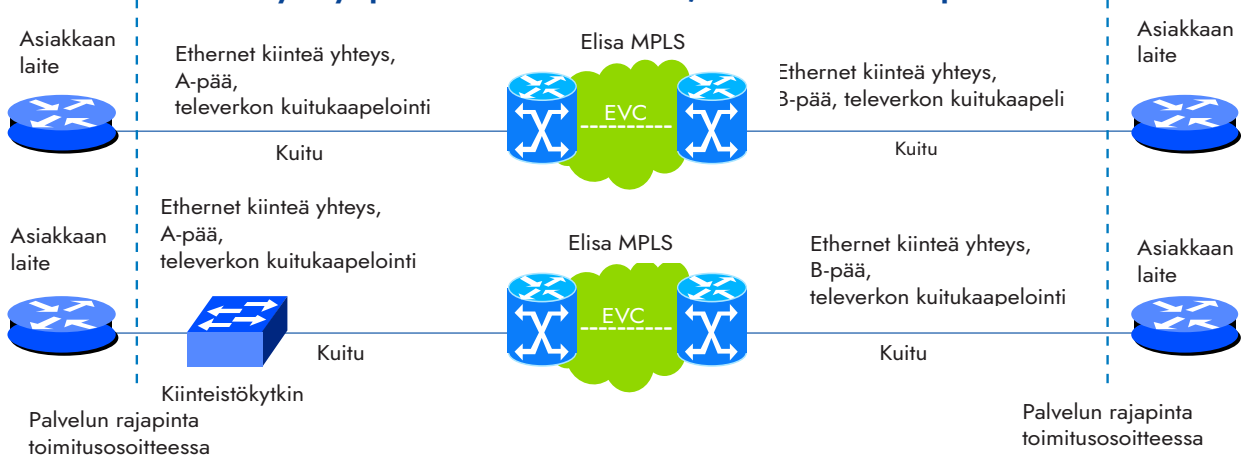 Asiakkaan
laite
Ethernet kiinteä yhteys,
A-pää,
televerkon kuitukaapelointi
Kuitu
Elisa MPLS
EVC
Ethernet kiinteä yhteys,
B-pää, televerkon kuitukaapeli
Kuitu
Asiakkaan
laite
Asiakkaan
laite
Ethernet kiinteä yhteys,
A-pää,
televerkon kuitukaapelointi
Kuitu
Kiinteistökytkin
Elisa MPLS
EVC
Ethernet kiinteä yhteys,
B-pää,
televerkon kuitukaapelointi
Kuitu
Asiakkaan
laite
Palvelun rajapinta
toimitusosoitteessa
Palvelun rajapinta
toimitusosoitteessa